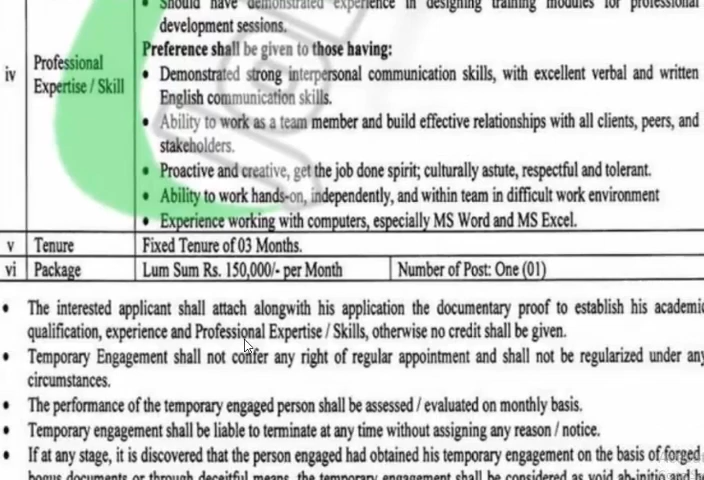 • Should have demonstrated experience in designing training modules for professional
development sessions.
Preference shall be given to those having:
iv Professional Expertise / Skill
• Demonstrated strong interpersonal communication skills, with excellent verbal and written
English communication skills.
• Ability to work as a team member and build effective relationships with all clients, peers, and
stakeholders.
• Proactive and creative, get the job done spirit; culturally astute, respectful and tolerant.
• Ability to work hands-on, independently, and within team in difficult work environment
• Experience working with computers, especially MS Word and MS Excel.
v Tenure Fixed Tenure of 03 Months.
vi Package Lum Sum Rs. 150,000/- per Month Number of Post: One (01)
• The interested applicant shall attach alongwith his application the documentary proof to establish his academic
qualification, experience and Professional Expertise / Skills, otherwise no credit shall be given.
• Temporary Engagement shall not confer any right of regular appointment and shall not be regularized under any
circumstances.
• The performance of the temporary engaged person shall be assessed / evaluated on monthly basis.
• Temporary engagement shall be liable to terminate at any time without assigning any reason / notice.
• If at any stage, it is discovered that the person engaged had obtained his temporary engagement on the basis of forged
bogus documents or through deceitful means, the temporary engagement shall be considered as void ab-initio and